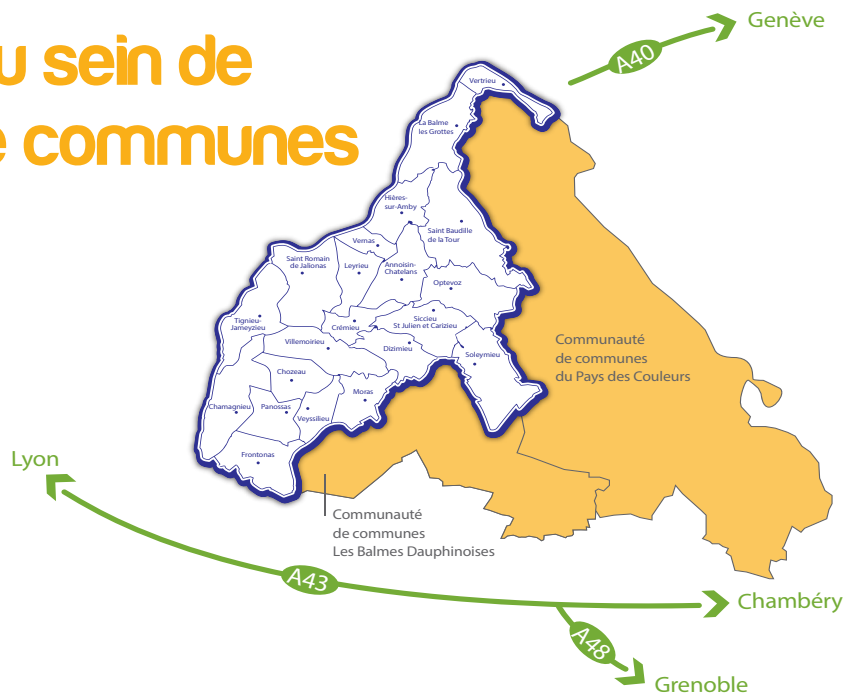 u sein de
e communes
Genève
A40
Vertrieu
La Balme
les Grottes
Hières-
sur-Amby
Saint Baudille
de la Tour
Vernas
Saint Romain
de Jalionas
Leyrieu
Annoisin-
Chatelans
Optevoz
Tignieu-
Jameyzieu
Crémieu
Siccieu
St Julien et Carizieu
Villemoirieu
Dizimieu
Soleymieu
Communauté
de communes
du Pays des Couleurs
Chozeau
Moras
Chamagnieu
Panossas
Veyssilieu
Frontonas
Lyon
Communauté
de communes
Les Balmes Dauphinoises
A43
Chambéry
A48
Grenoble